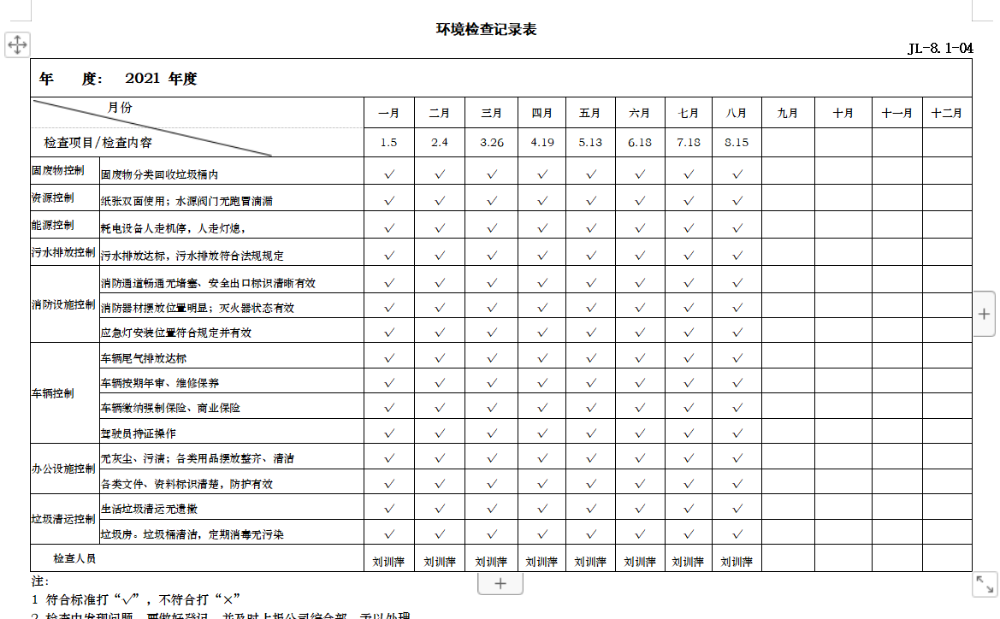 环境检查记录表
JL-8.1-04
年 度: 2021 年度
月份 一月 二月 三月 四月 五月 六月 七月 八月 九月 十月 十一月 十二月
检查项目/检查内容 1.5 2.4 3.26 4.19 5.13 6.18 7.18 8.15
固废物控制 固废物分类回收垃圾桶内 √ √ √ √ √ √ √ √
资源控制 纸张双面使用；水源阀门无跑冒滴漏 √ √ √ √ √ √ √ √
能源控制 耗电设备人走机停，人走灯熄， √ √ √ √ √ √ √ √
污水排放控制 污水排放达标，污水排放符合法规规定 √ √ √ √ √ √ √ √
消防设施控制 消防通道畅通无堵塞、安全出口标识清晰有效 √ √ √ √ √ √ √ √
消防器材摆放位置明显；灭火器状态有效 √ √ √ √ √ √ √ √
应急灯安装位置符合规定并有效 √ √ √ √ √ √ √ √
车辆控制 车辆尾气排放达标 √ √ √ √ √ √ √ √
车辆按期年审、维修保养 √ √ √ √ √ √ √ √
车辆缴纳强制保险、商业保险 √ √ √ √ √ √ √ √
驾驶员持证操作 √ √ √ √ √ √ √ √
办公设施控制 无灰尘、污渍；各类用品摆放整齐、清洁 √ √ √ √ √ √ √ √
各类文件、资料标识清楚，防护有效 √ √ √ √ √ √ √ √
垃圾清运控制 生活垃圾清运无遗撒 √ √ √ √ √ √ √ √
垃圾房。垃圾桶清洁，定期消毒无污染 √ √ √ √ √ √ √ √
检查人员 刘训萍 刘训萍 刘训萍 刘训萍 刘训萍 刘训萍 刘训萍 刘训萍
注：
1 符合标准打“√”，不符合打“×”
2 检查中发现问题，要做好登记，并及时上报公司综合部，予以处理